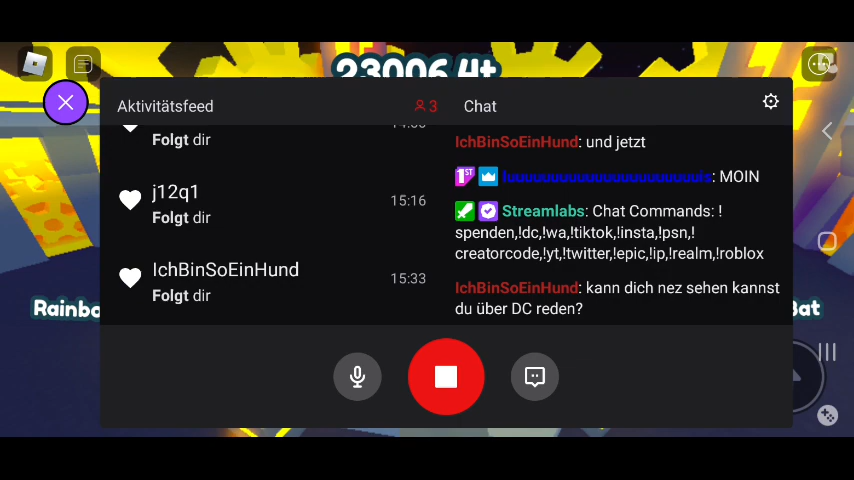 23006.4t
Aktivitätsfeed
3
Chat
Folgt dir
j12q1
Folgt dir
15:16
IchBinSoEinHund
Folgt dir
15:33
IchBinSoEinHund: und jetzt
1ST
: MOIN
Streamlabs: Chat Commands: !
spenden,!dc,!wa,!tiktok,!insta,!psn,!
creatorcode,!yt,!twitter,!epic,!ip,!realm,!roblox
IchBinSoEinHund: kann dich nez sehen kannst
du über DC reden?
Rainbo
Bat